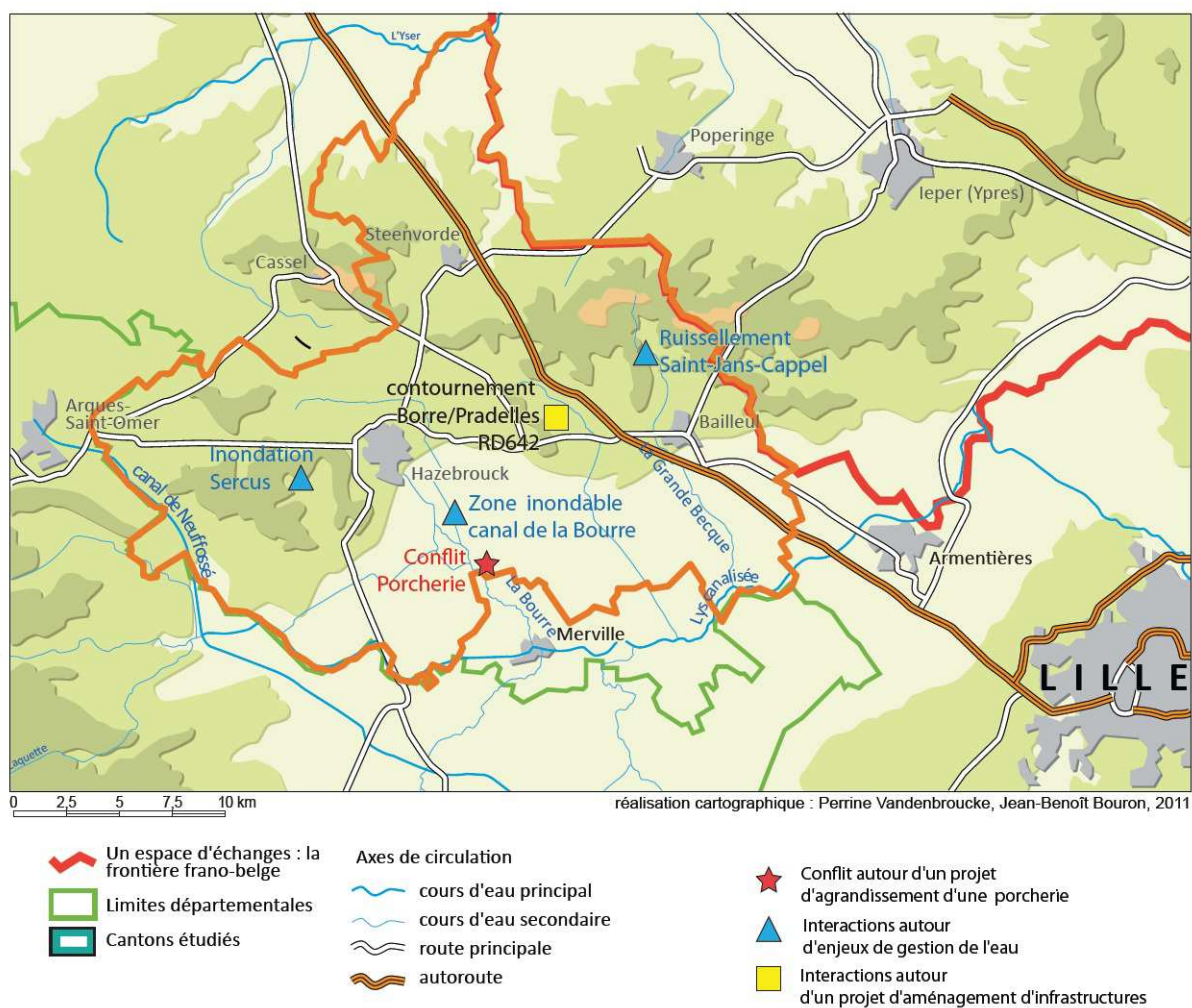 L'Yser
Poperinge
Ieper (Ypres)
Steenvorde
Cassel
Ruissellement
Saint-Jans-Cappel
contournement
Borre/Pradelles
RD642
Arques-
Saint-Omer
Bailleul
Inondation
Sercus
Hazebrouck
La Grande Becque
canal de Neuffossé
Zone inondable
canal de la Bourre
Armentières
Conflit
Porcherie
La Bourre
Lys canalisée
Merville
LILLE
Laquette
0 2,5 5 7,5 10 km
réalisation cartographique : Perrine Vandenbroucke, Jean-Benoît Bouron, 2011
Un espace d'échanges : la
frontière frano-belge
Limites départementales
Cantons étudiés
Axes de circulation
cours d'eau principal
cours d'eau secondaire
route principale
autoroute
Conflit autour d'un projet
d'agrandissement d'une porcherie
Interactions autour
d'enjeux de gestion de l'eau
Interactions autour
d'un projet d'aménagement d'infrastructures